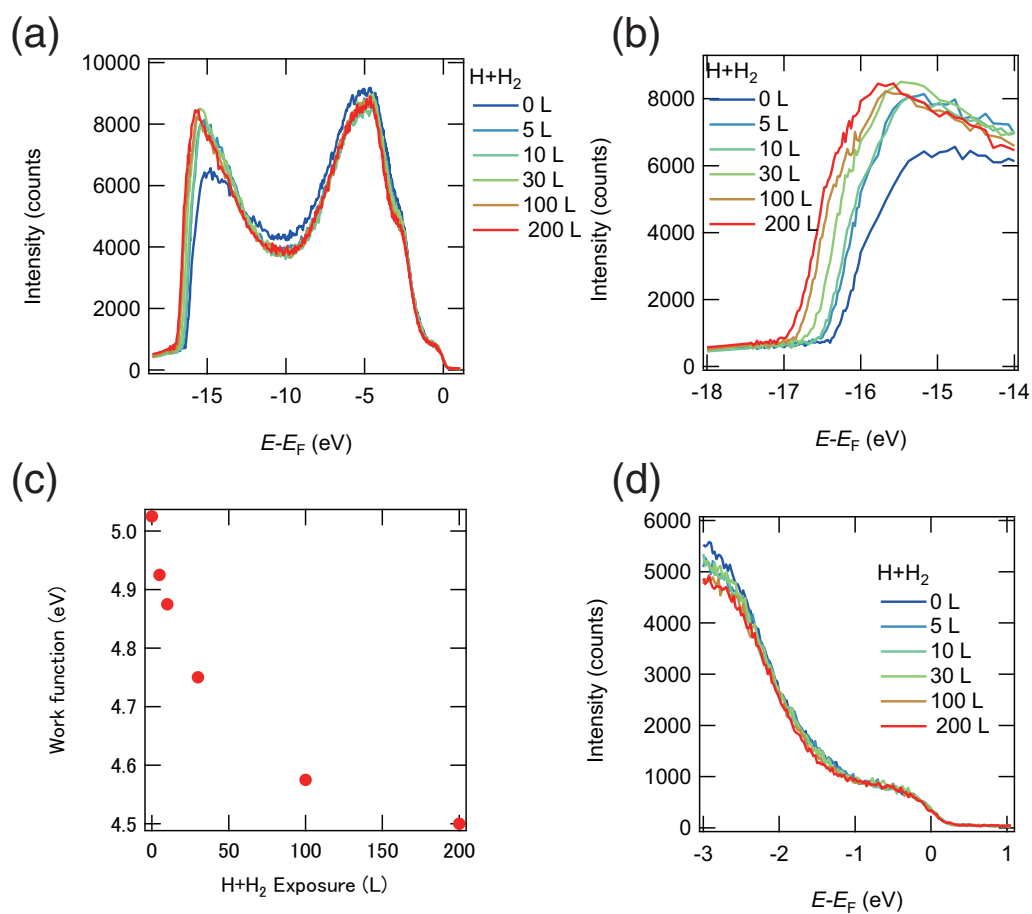 (a)
10000
8000
6000
4000
2000
0
Intensity (counts)
-15
-10
-5
0
E-EF (eV)
H+H2
0 L
5 L
10 L
30 L
100 L
200 L
(b)
8000
6000
4000
2000
0
Intensity (counts)
-18
-17
-16
-15
-14
E-EF (eV)
H+H2
0 L
5 L
10 L
30 L
100 L
200 L
(c)
5.0
4.9
4.8
4.7
4.6
4.5
Work function (eV)
0
50
100
150
200
H+H2 Exposure (L)
(d)
6000
5000
4000
3000
2000
1000
0
Intensity (counts)
-3
-2
-1
0
1
E-EF (eV)
H+H2
0 L
5 L
10 L
30 L
100 L
200 L